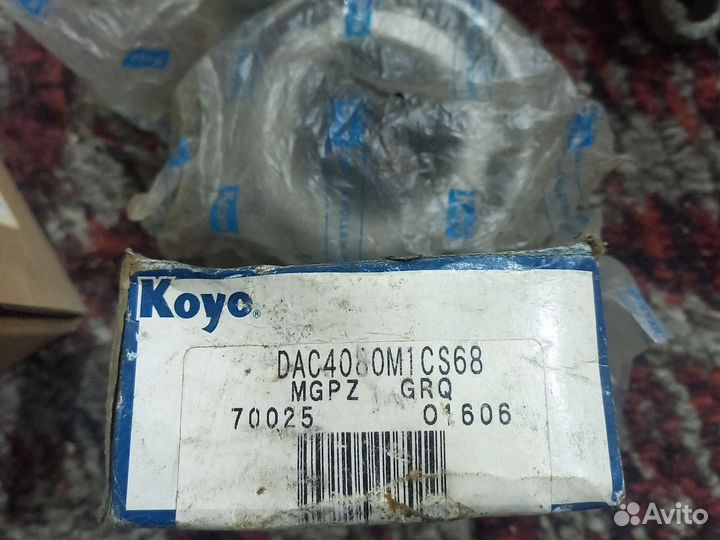 Koyo®
DAC4080M1CS68
MGPZ GRQ
70025 01606
Avito